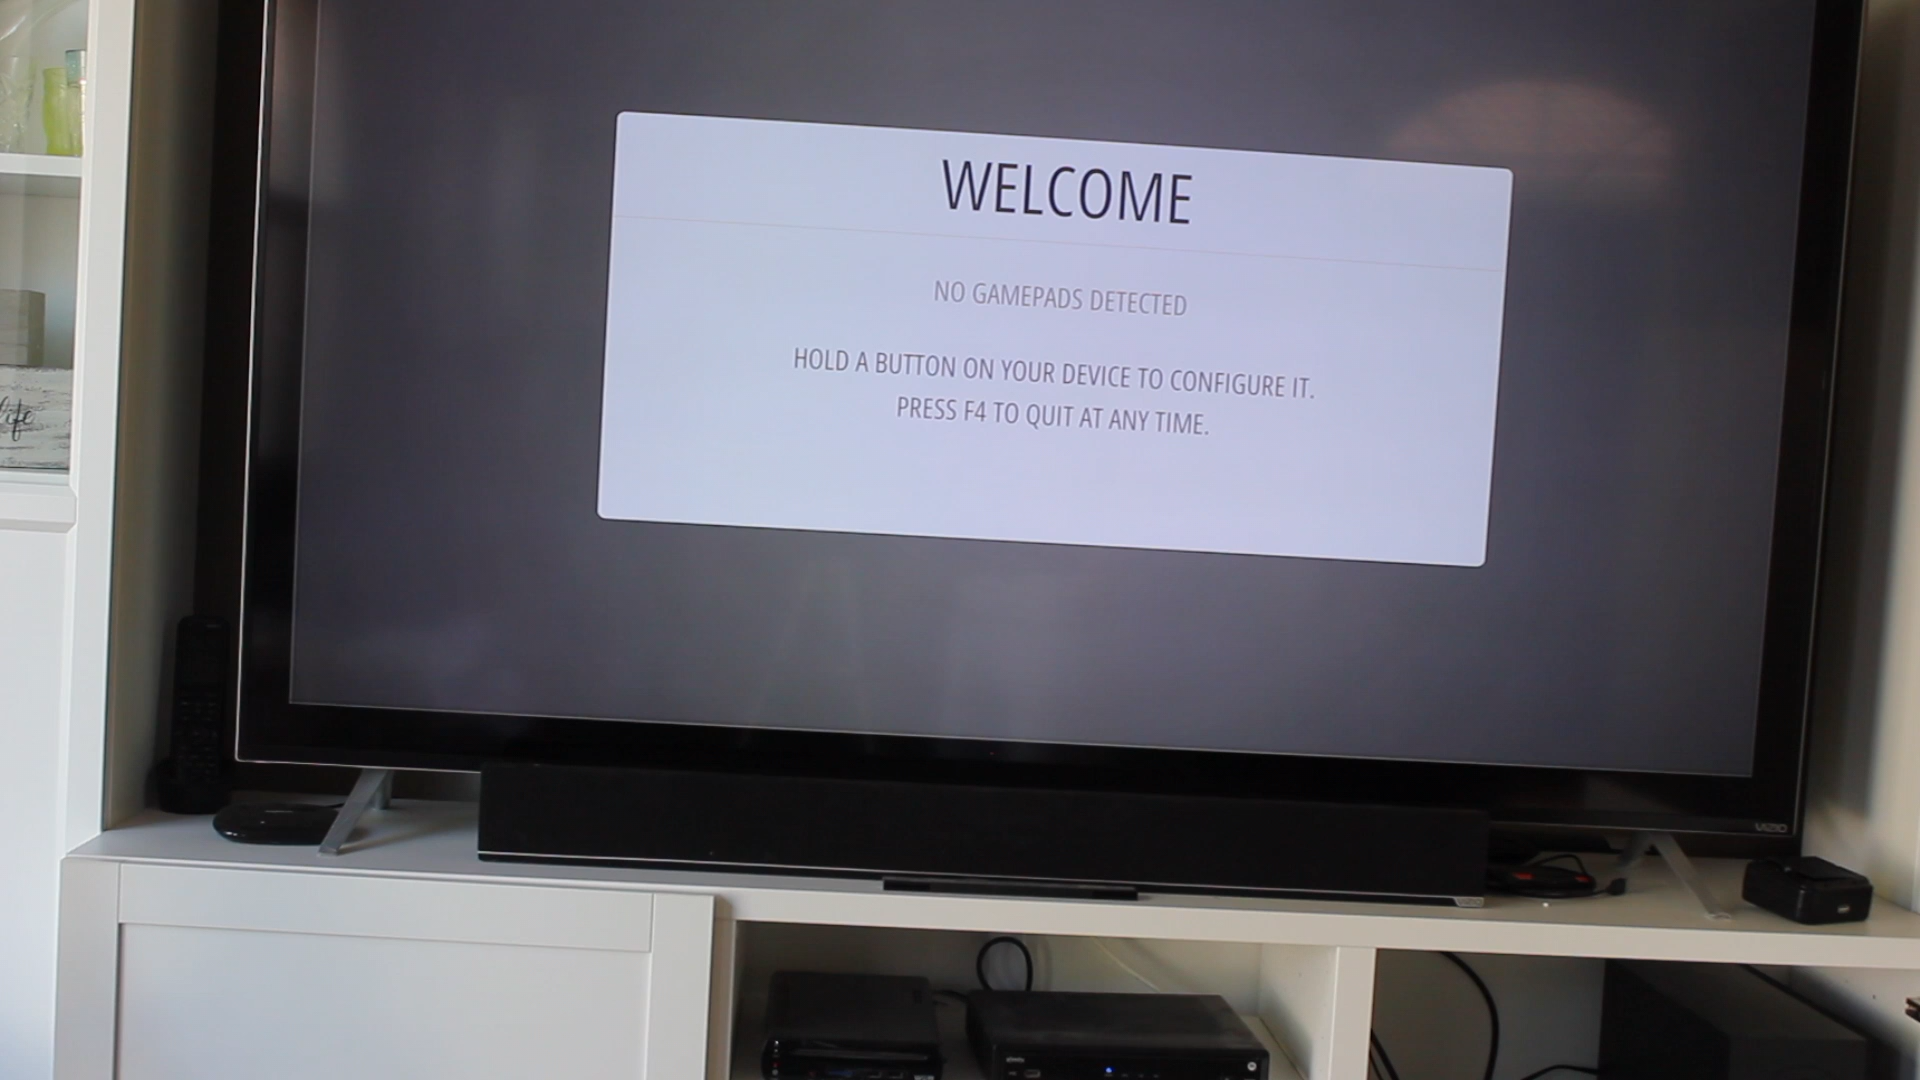 WELCOME
NO GAMEPADS DETECTED
HOLD A BUTTON ON YOUR DEVICE TO CONFIGURE IT.
PRESS F4 TO QUIT AT ANY TIME.
life
VIZIO